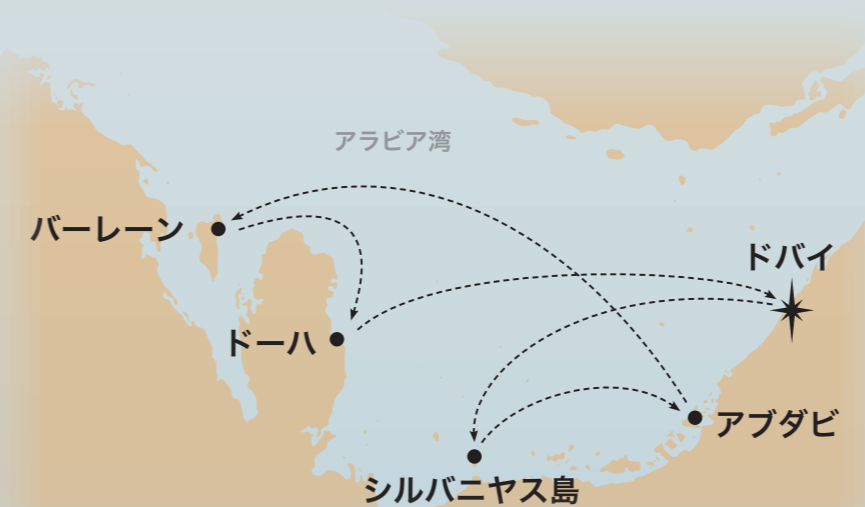 アラビア湾
バーレーン
ドバイ
ドーハ
アブダビ
シルバニヤス島